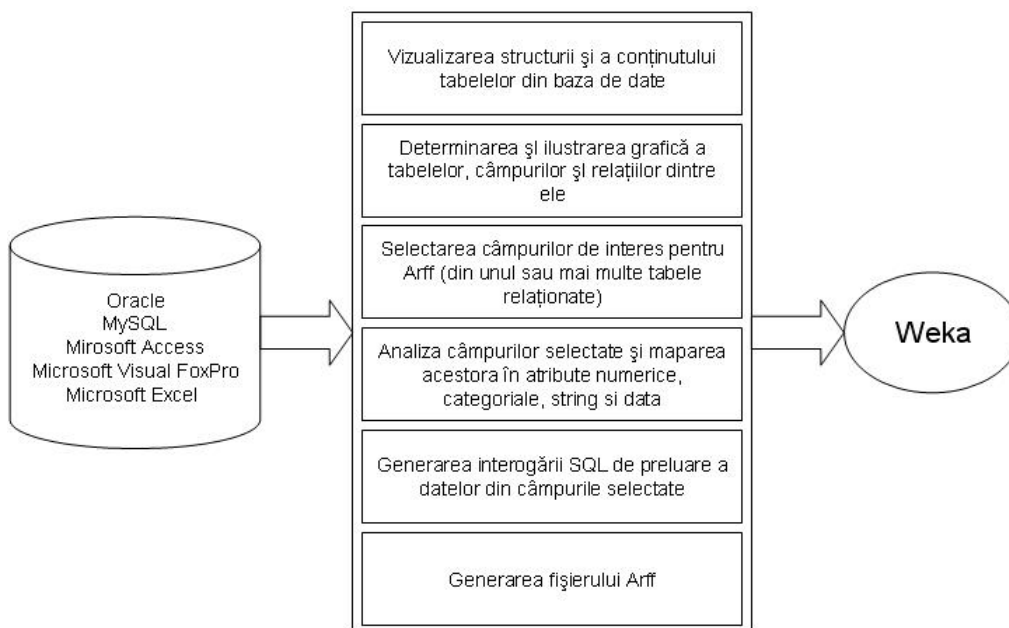 Oracle
MySQL
Mirosoft Access
Microsoft Visual FoxPro
Microsoft Excel
Vizualizarea structurii şi a conţinutului
tabelelor din baza de date
Determinarea şI ilustrarea grafică a
tabelelor, câmpurilor şI relaţiilor dintre
ele
Selectarea câmpurilor de interes pentru
Arff (din unul sau mai multe tabele
relaţionate)
Analiza câmpurilor selectate şi maparea
acestora în atribute numerice,
categoriale, string si data
Generarea interogării SQL de preluare a
datelor din câmpurile selectate
Generarea fişierului Arff
Weka